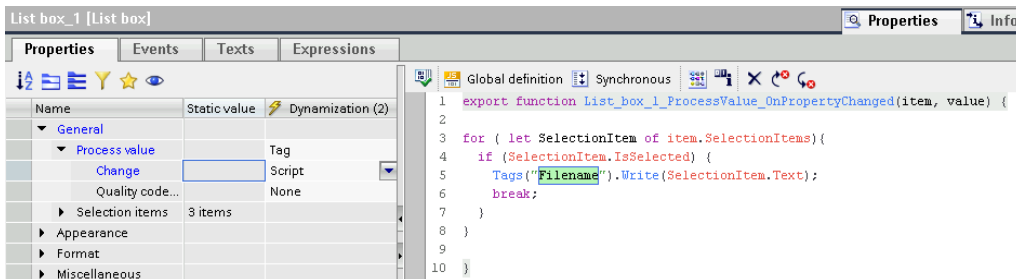 List box_1 [List box]
Properties
Info
Properties Events Texts Expressions
Global definition Synchronous
Name Static value Dynamization (2)
General
Process value Tag
Change Script
Quality code... None
Selection items 3 items
Appearance
Format
Miscellaneous
1 export function List_box_1_ProcessValue_OnPropertyChanged(item, value) {
2
3 for ( let SelectionItem of item.SelectionItems){
4 if (SelectionItem.IsSelected) {
5 Tags("Filename").Write(SelectionItem.Text);
6 break;
7 }
8 }
9
10 }